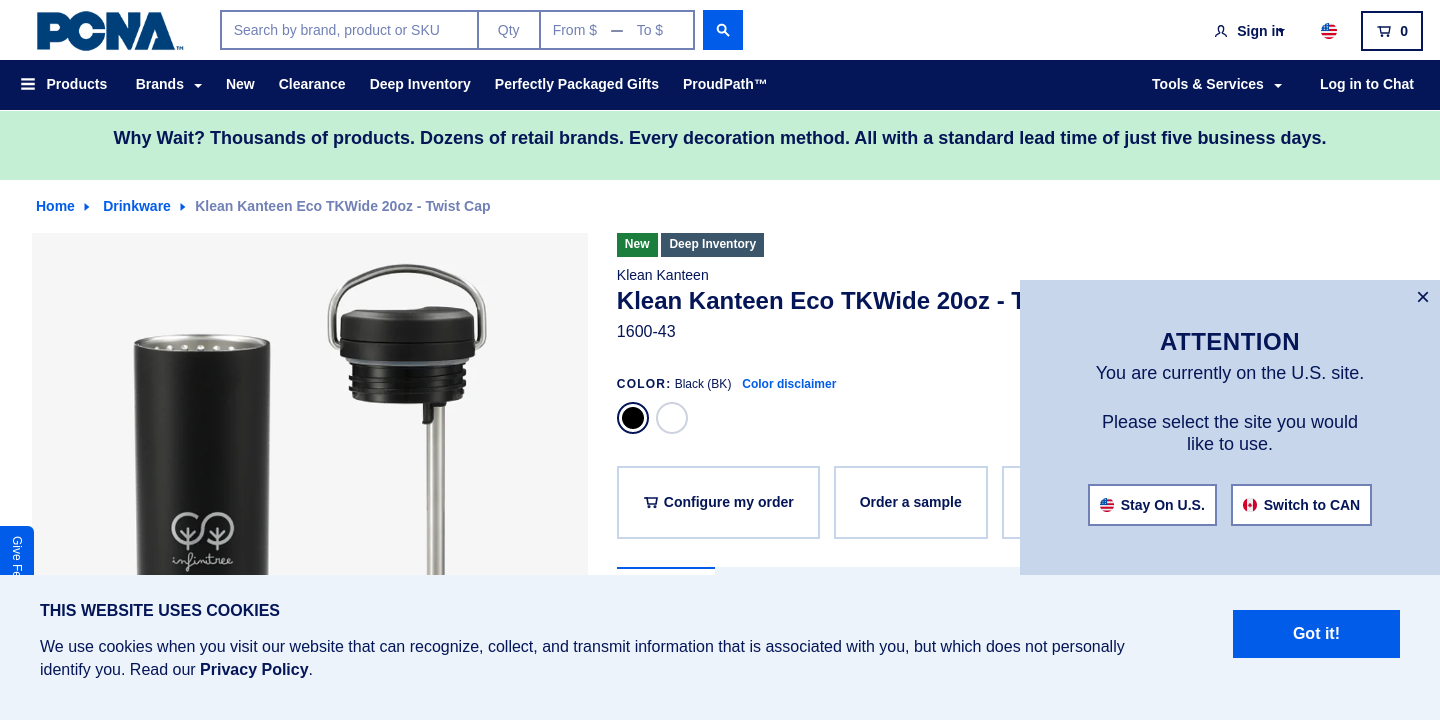 PCNA™
Search by brand, product or SKU
Qty
From $ — To $
Sign in
0
Products
Brands
New
Clearance
Deep Inventory
Perfectly Packaged Gifts
ProudPath™
Tools & Services
Log in to Chat
Why Wait? Thousands of products. Dozens of retail brands. Every decoration method. All with a standard lead time of just five business days.
Home
Drinkware
Klean Kanteen Eco TKWide 20oz - Twist Cap
New
Deep Inventory
Klean Kanteen
Klean Kanteen Eco TKWide 20oz - T
1600-43
COLOR: Black (BK) Color disclaimer
Configure my order
Order a sample
infinitree
Give Fe
×
ATTENTION
You are currently on the U.S. site.
Please select the site you would
like to use.
Stay On U.S.
Switch to CAN
THIS WEBSITE USES COOKIES
We use cookies when you visit our website that can recognize, collect, and transmit information that is associated with you, but which does not personally
identify you. Read our Privacy Policy.
Got it!